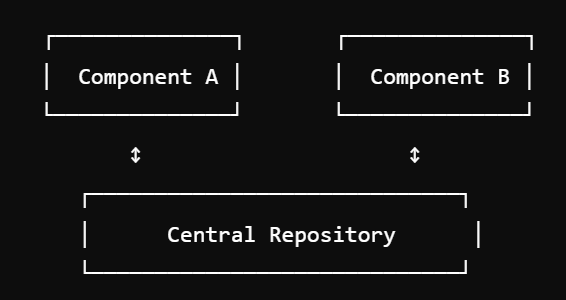 Component A Component B
Central Repository